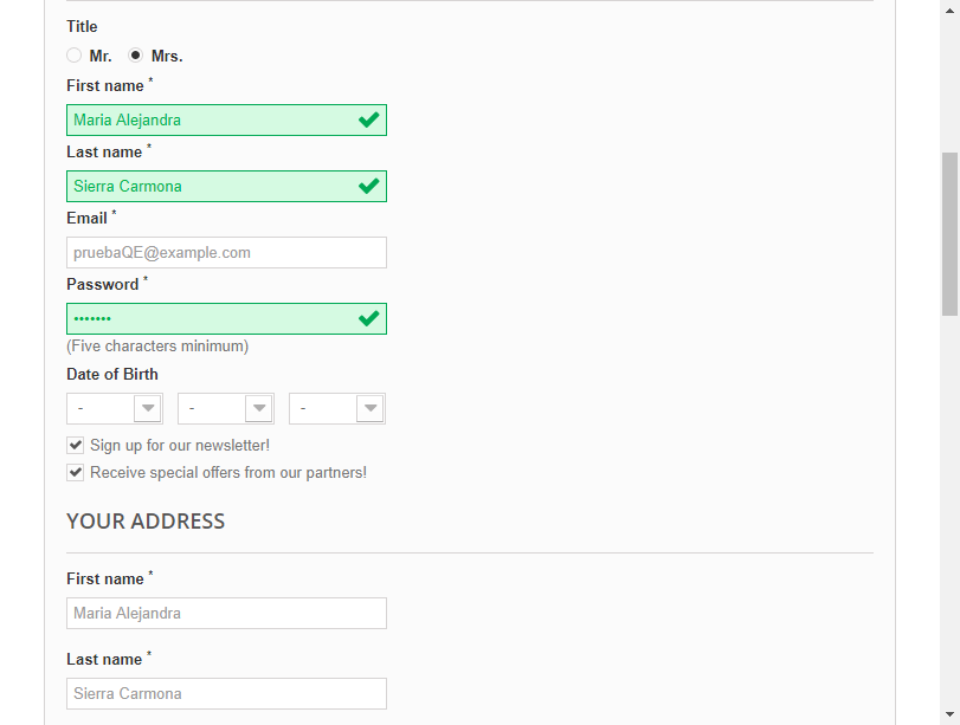 Title
Mr. Mrs.
First name *
Maria Alejandra
Last name *
Sierra Carmona
Email *
pruebaQE@example.com
Password *
•••••••
(Five characters minimum)
Date of Birth
- - -
Sign up for our newsletter!
Receive special offers from our partners!
YOUR ADDRESS
First name *
Maria Alejandra
Last name *
Sierra Carmona